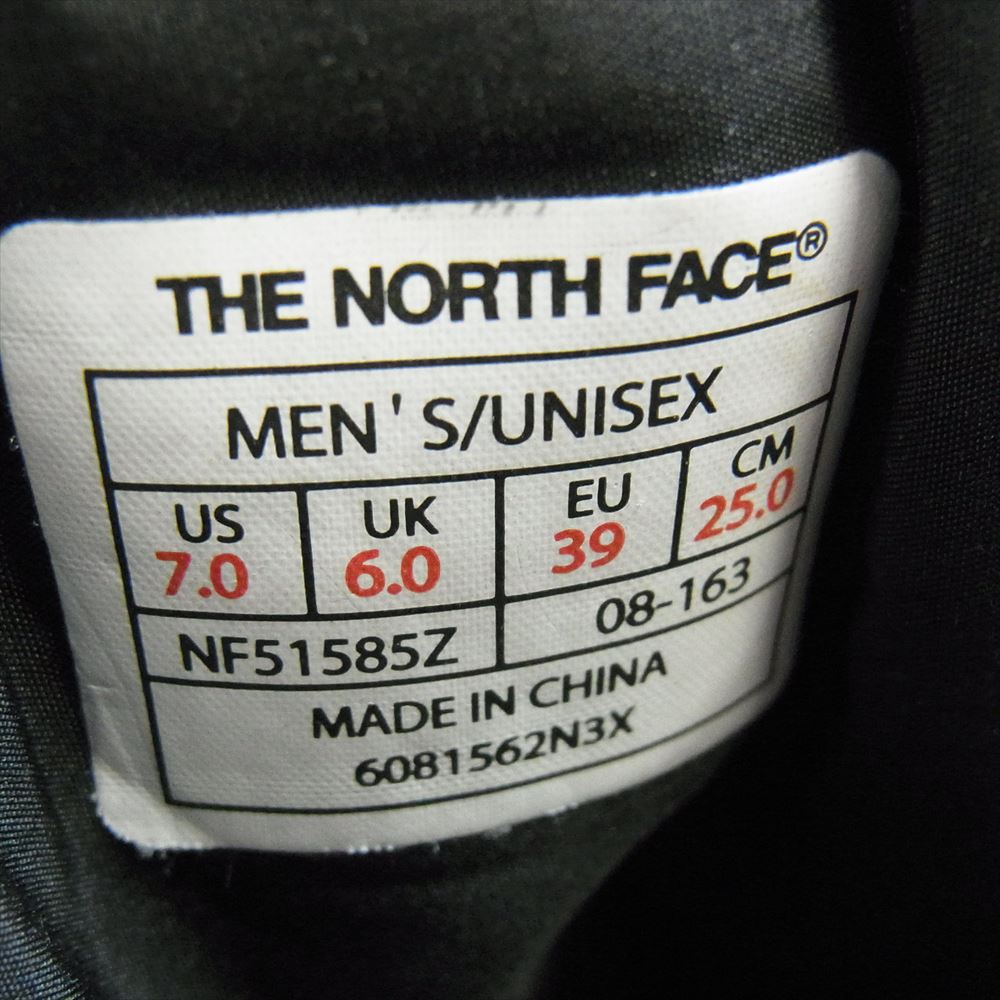 THE NORTH FACE®
MEN'S/UNISEX
US UK EU CM
7.0 6.0 39 25.0
NF51585Z 08-163
MADE IN CHINA
6081562N3X